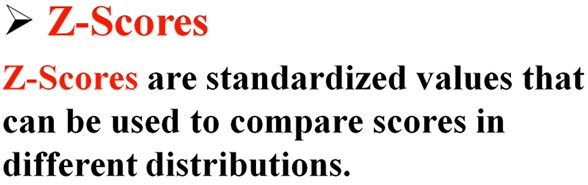 ➢ Z-Scores
Z-Scores are standardized values that
can be used to compare scores in
different distributions.